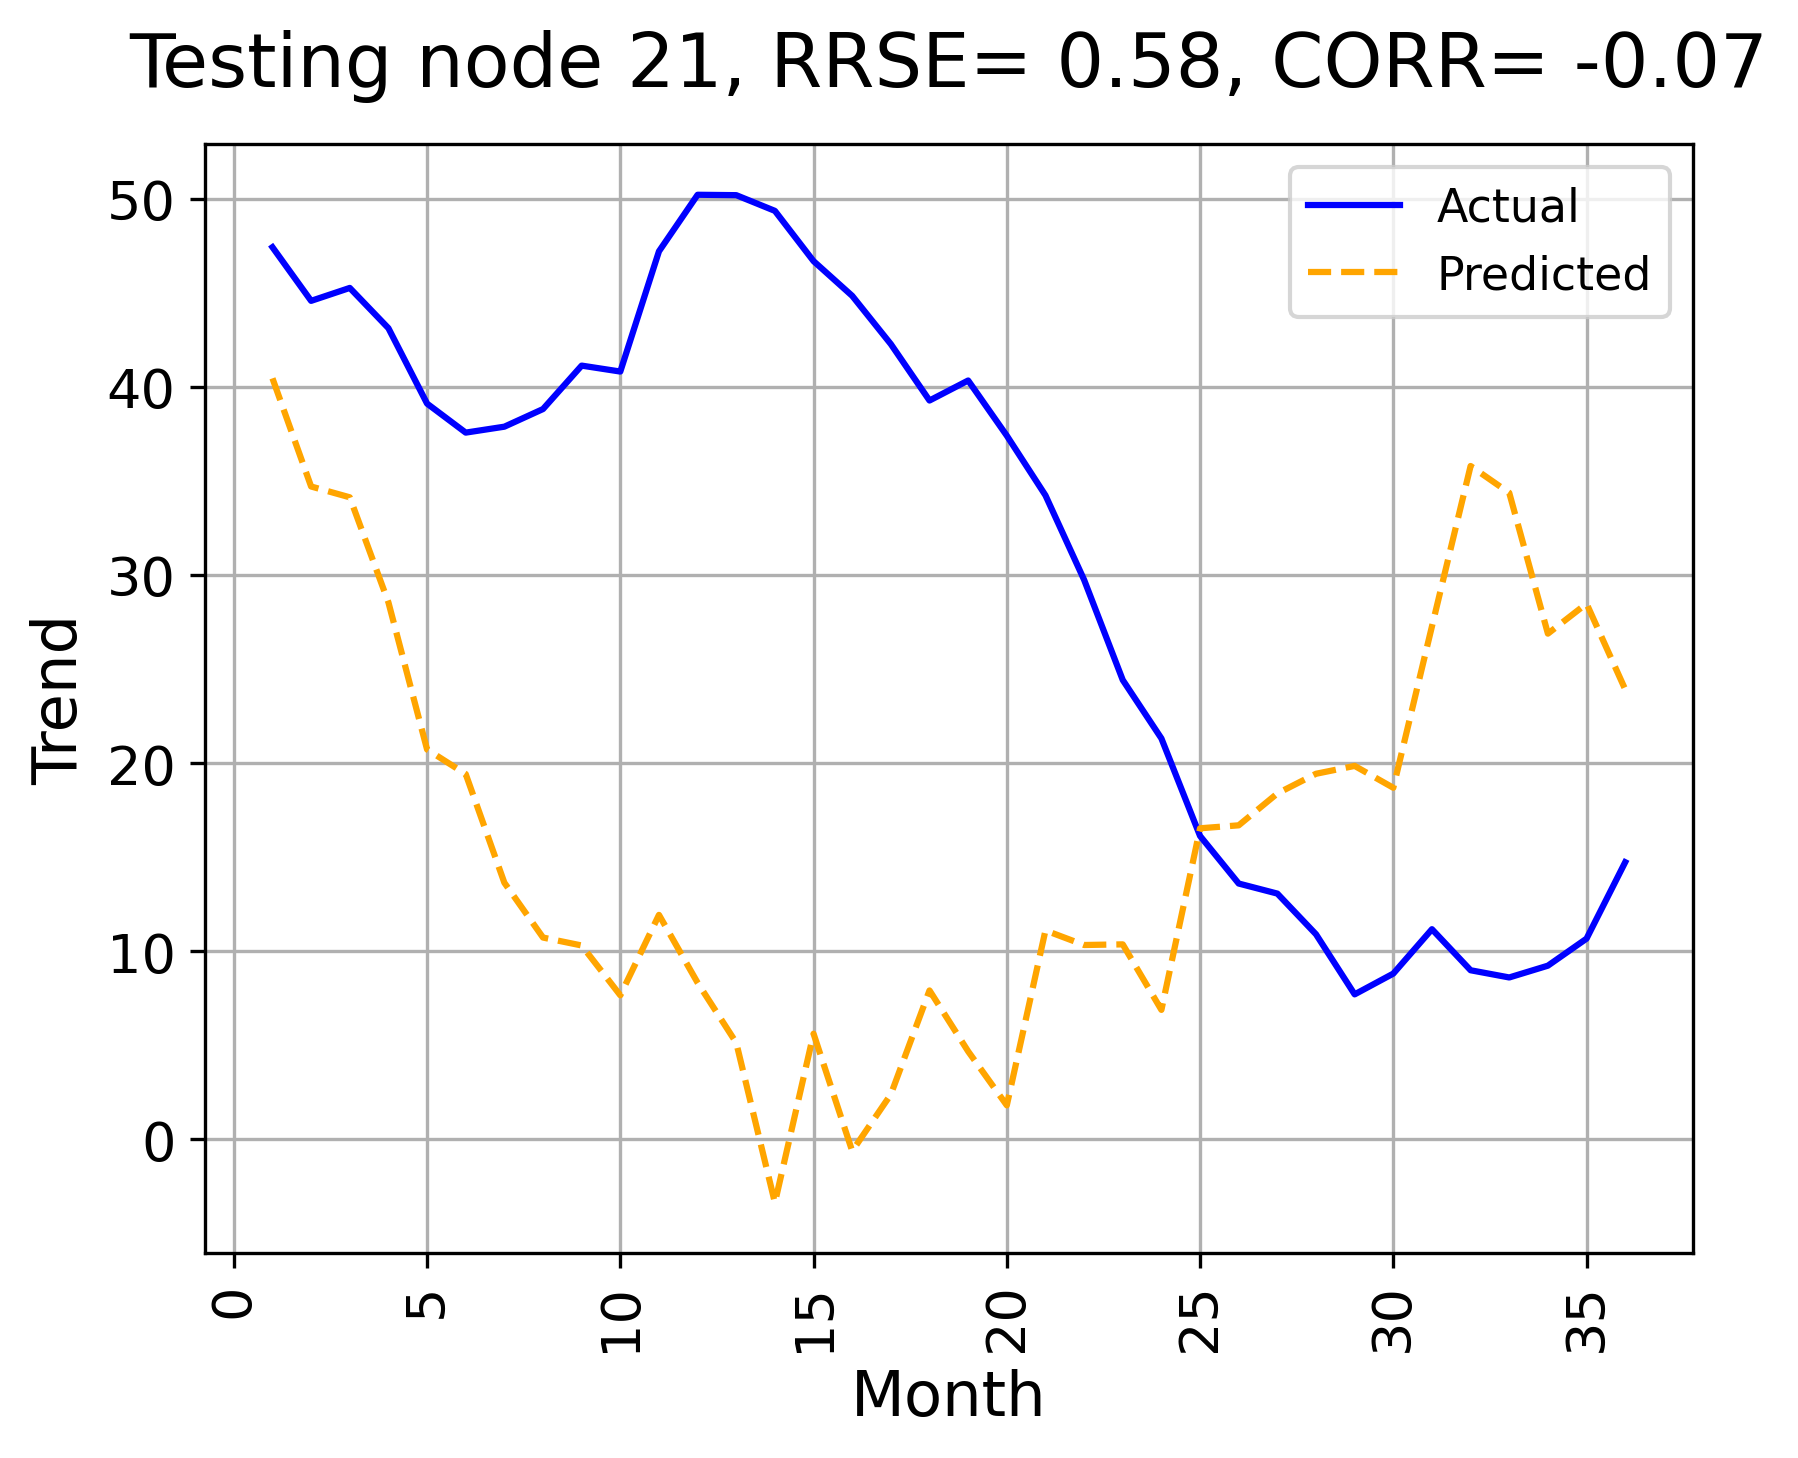 Testing node 21, RRSE= 0.58, CORR= -0.07
Actual
Predicted
50
40
30
20
10
0
Trend
0 5 10 15 20 25 30 35
Month